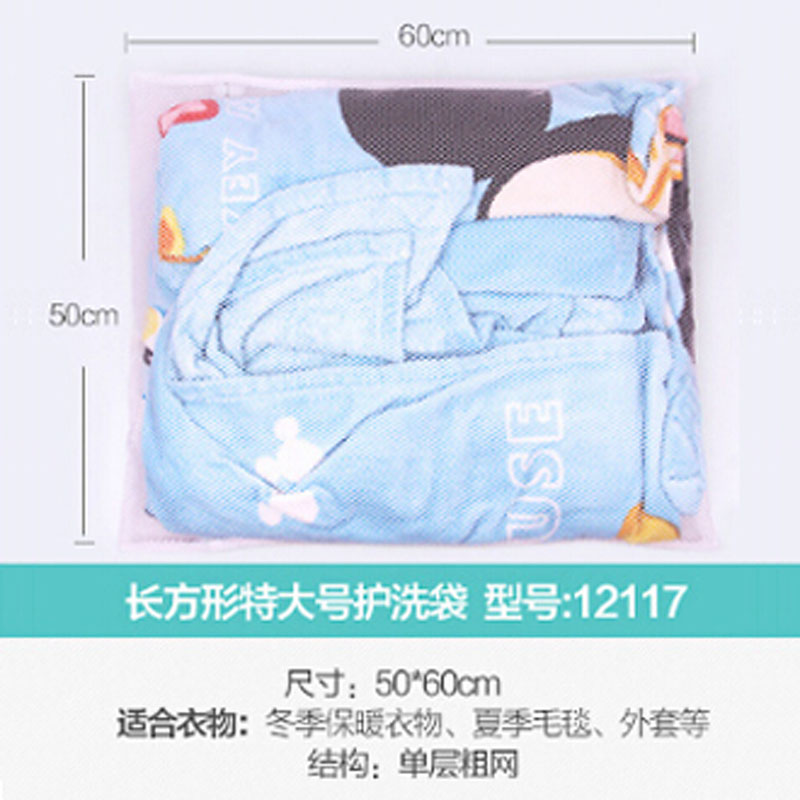 60cm
50cm
KEY
USE
长方形特大号护洗袋 型号:12117
尺寸：50*60cm
适合衣物：冬季保暖衣物、夏季毛毯、外套等
结构：单层粗网